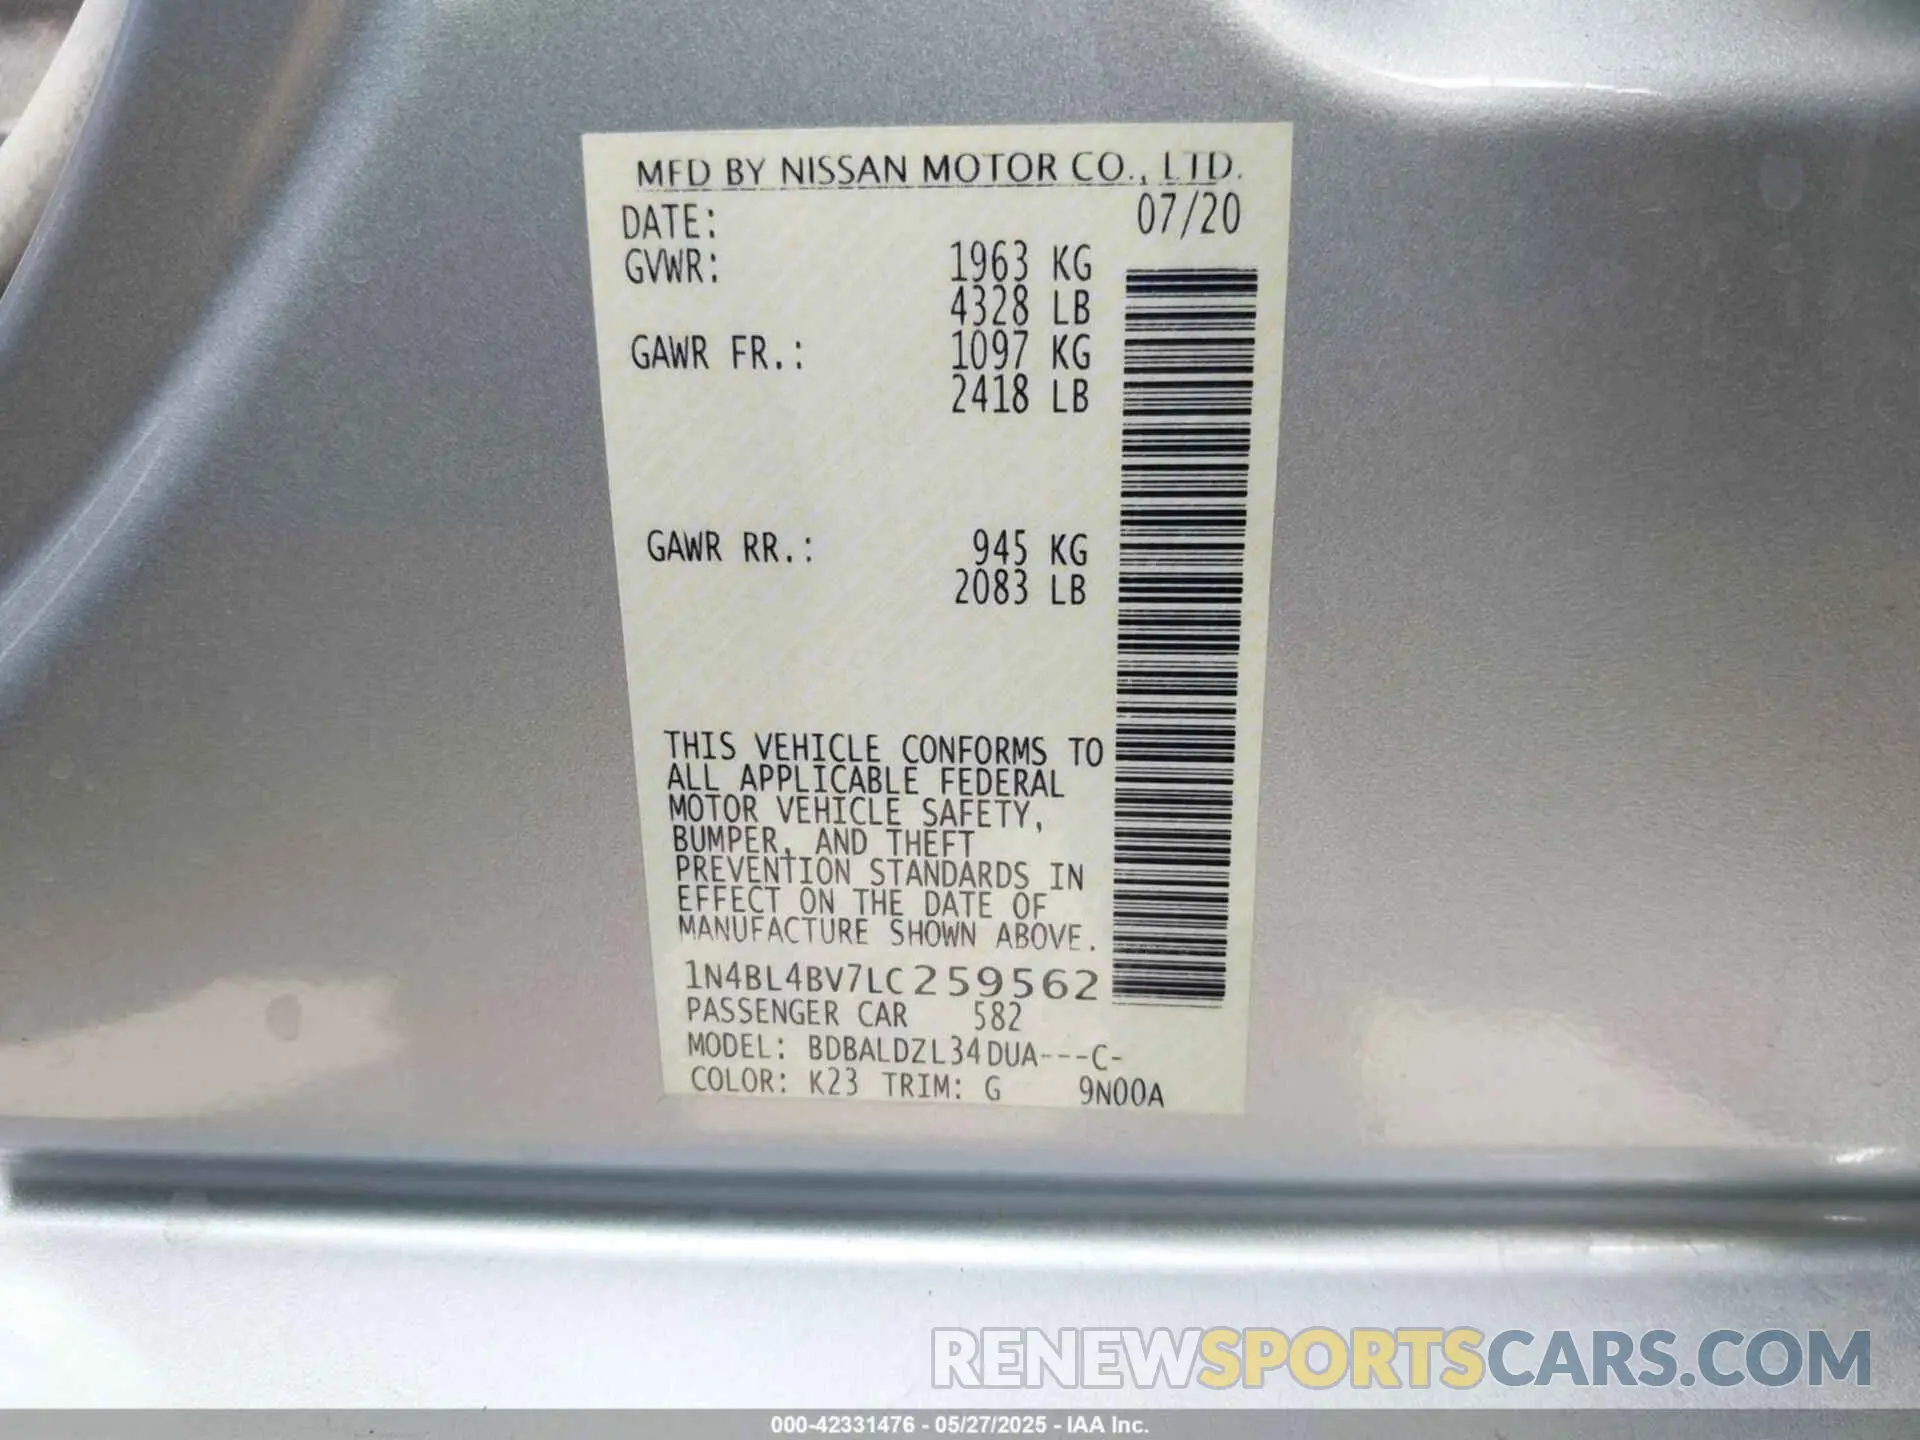 MFD BY NISSAN MOTOR CO., LTD.
DATE: 07/20
GVWR: 1963 KG
4328 LB
GAWR FR.: 1097 KG
2418 LB
GAWR RR.: 945 KG
2083 LB
THIS VEHICLE CONFORMS TO
ALL APPLICABLE FEDERAL
MOTOR VEHICLE SAFETY,
BUMPER, AND THEFT
PREVENTION STANDARDS IN
EFFECT ON THE DATE OF
MANUFACTURE SHOWN ABOVE.
1N4BL4BV7LC259562
PASSENGER CAR 582
MODEL: BDBALDZL34DUA---C-
COLOR: K23 TRIM: G 9N00A
RENEWSPORTSCARS.COM
000-42331476 - 05/27/2025 - IAA Inc.